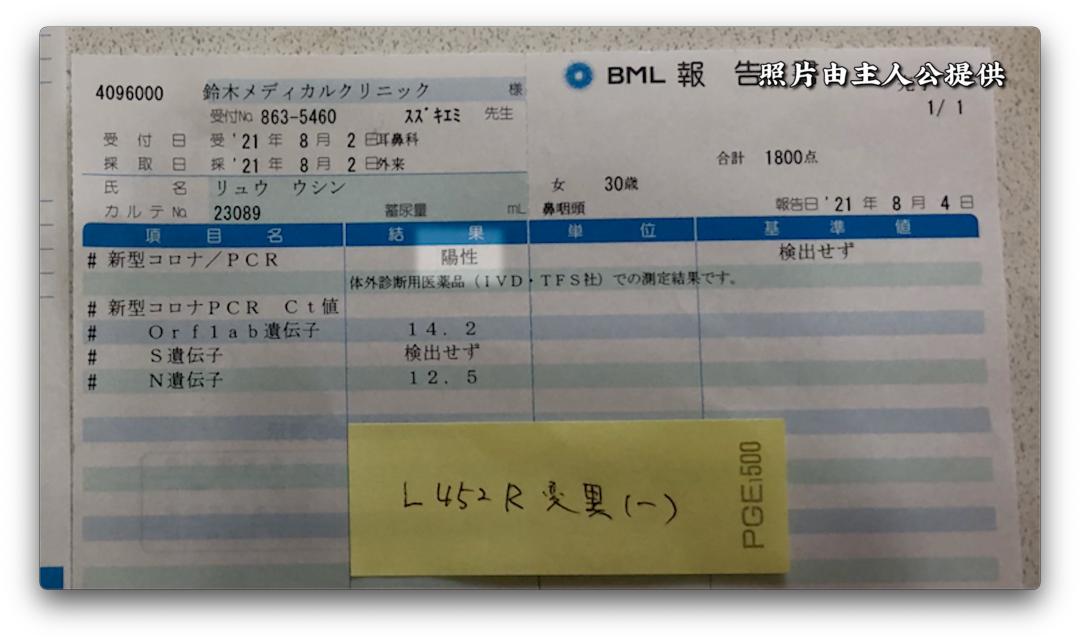 4096000 鈴木メディカルクリニック 様
受付No 863-5460 ｽｽﾞｷｴﾐ 先生
受付日 受 '21年 8月 2日 耳鼻科
採取日 採 '21年 8月 2日 外来
氏名 リュウ ウシン
カルテNo 23089 蓄尿量 mL
BML 報告
照片由主人公提供
1/ 1
合計 1800点
女 30歳
鼻咽頭 報告日 '21年 8月 4日
項目名 結果 単位 基準値
# 新型コロナ／PCR 陽性 検出せず
体外診断用医薬品（IVD・TFS社）での測定結果です。
# 新型コロナPCR Ct値
# Orf1ab遺伝子 14.2
# S遺伝子 検出せず
# N遺伝子 12.5
L452R 変異(-)
PGE1500